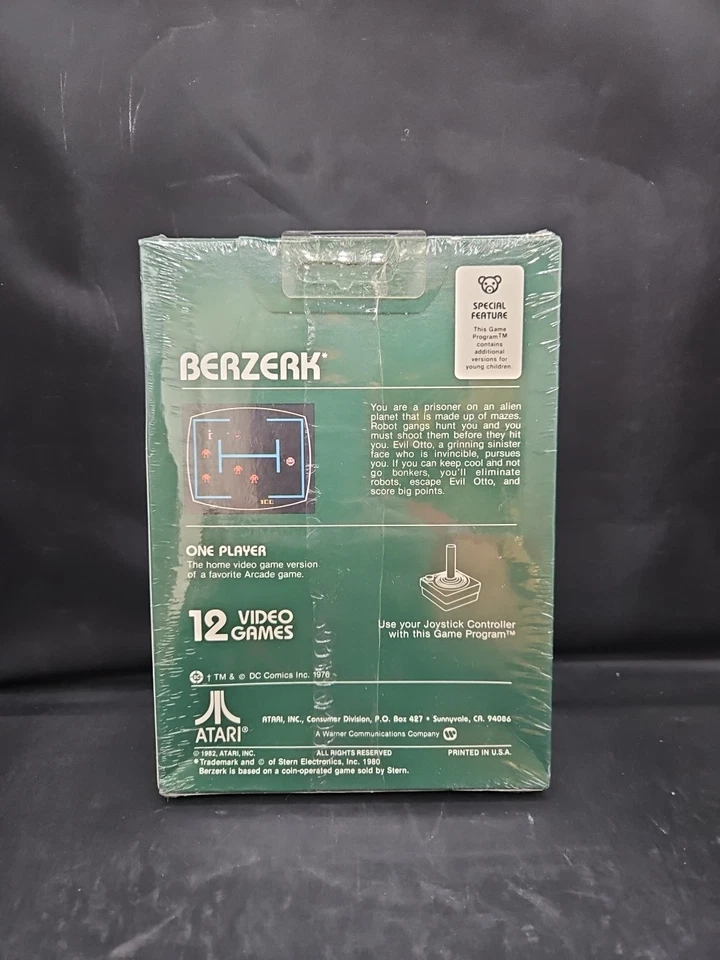 SPECIAL
FEATURE
This Game
Program™
contains
additional
versions for
young children.
BERZERK*
You are a prisoner on an alien
planet that is made up of mazes.
Robot gangs hunt you and you
must shoot them before they hit
you. Evil Otto, a grinning sinister
face who is invincible, pursues
you. If you can keep cool and not
go bonkers, you'll eliminate
robots, escape Evil Otto, and
score big points.
ONE PLAYER
The home video game version
of a favorite Arcade game.
12 VIDEO
GAMES
Use your Joystick Controller
with this Game Program™
† TM & © DC Comics Inc. 1976
ATARI®
ATARI, INC., Consumer Division, P.O. Box 427 • Sunnyvale, CA. 94086
A Warner Communications Company
© 1982, ATARI, INC. ALL RIGHTS RESERVED PRINTED IN U.S.A.
*Trademark and © of Stern Electronics, Inc. 1980
Berzerk is based on a coin-operated game sold by Stern.